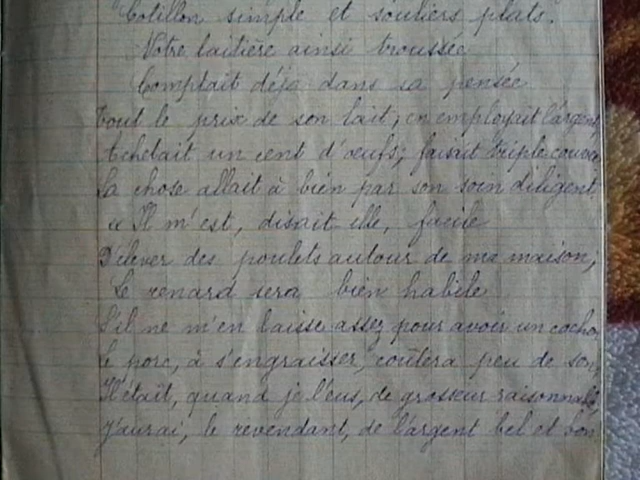 Cotillon simple et souliers plats.
Notre laitière ainsi troussée
Comptait déjà dans sa pensée
Tout le prix de son lait, en employait l'argent,
Achetait un cent d'œufs; faisait triple couvée
La chose allait à bien par son soin diligent.
« Il m'est, disait elle, facile
D'élever des poulets autour de ma maison,
Le renard sera bien habile
S'il ne m'en laisse assez pour avoir un cochon,
Le porc, à s'engraisser, coûtera peu de son,
Il était, quand je l'eus, de grosseur raisonnable,
J'aurai, le revendant, de l'argent bel et bon